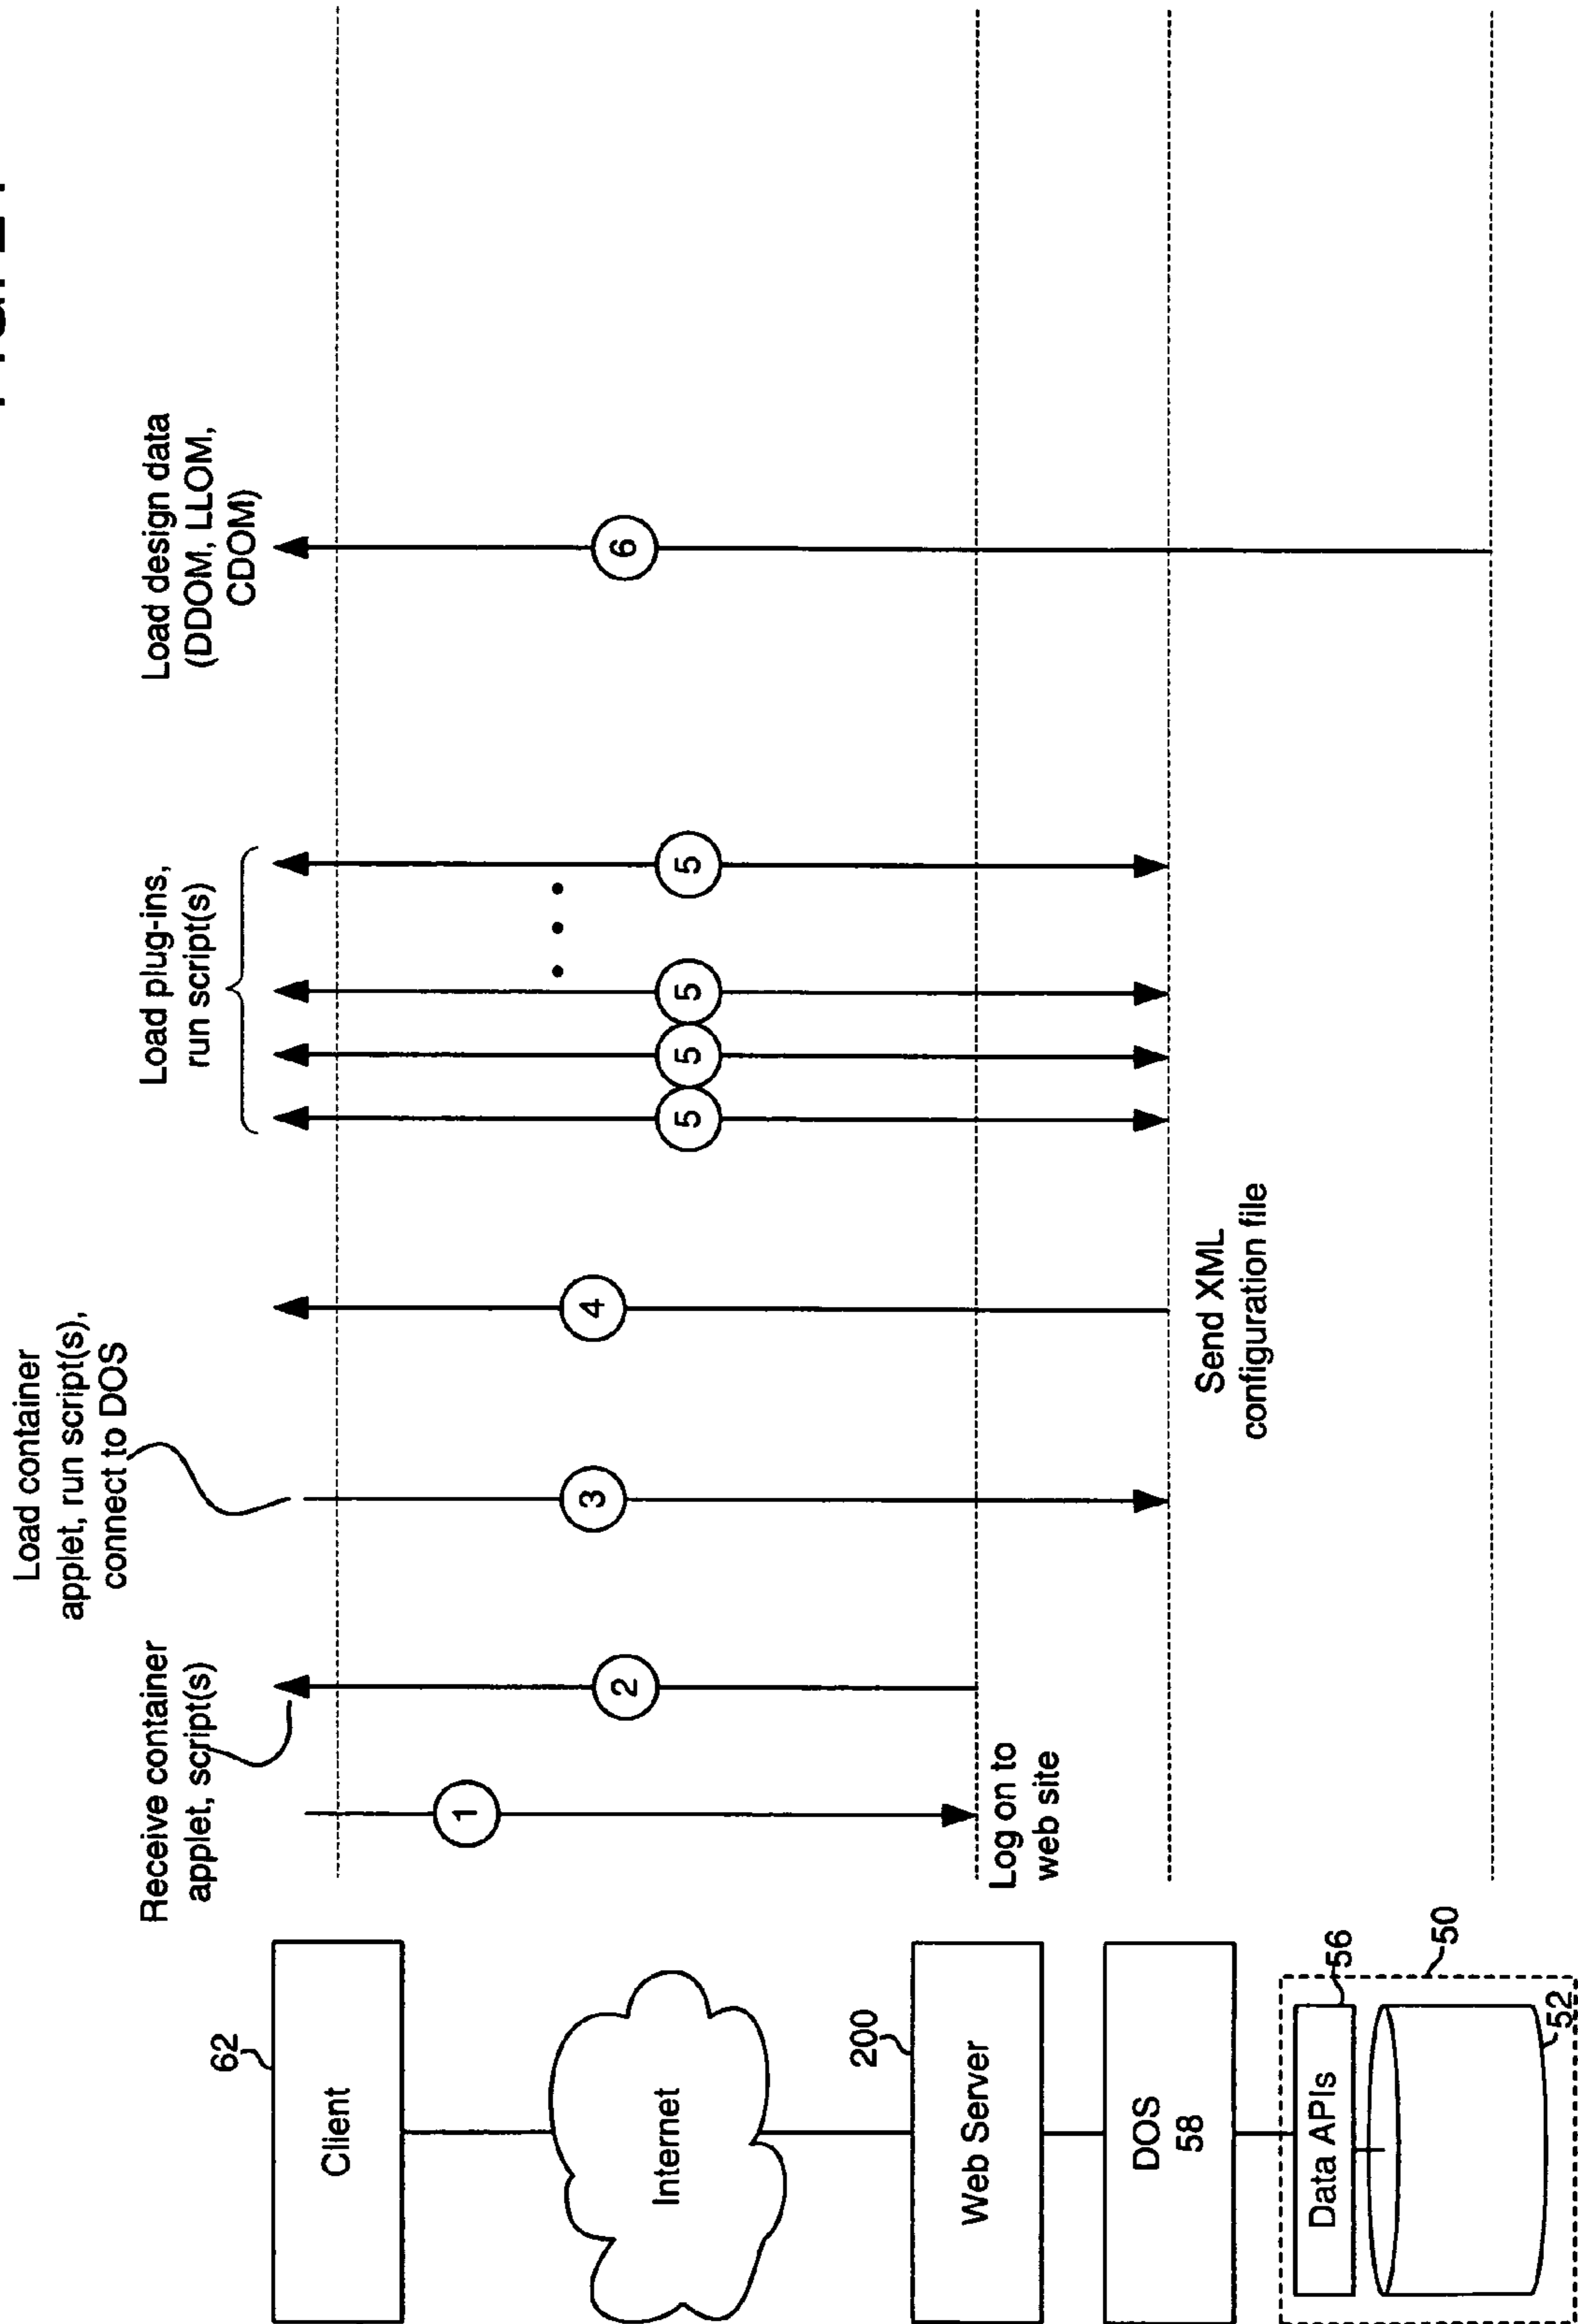 Receive container
applet, script(s)
Load container
applet, run script(s),
connect to DOS
Load plug-ins,
run script(s)
Load design data
(DDOM, LLOM,
CDOM)
62
Client
1
2
3
4
5
5
5
5
6
Internet
200
Web Server
Log on to
web site
DOS
58
Send XML
configuration file
Data APIs
56
50
52